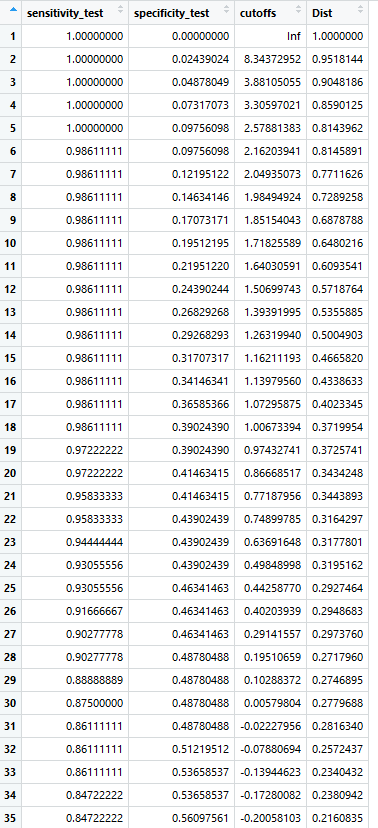 sensitivity_test specificity_test cutoffs Dist
1 1.00000000 0.00000000 Inf 1.0000000
2 1.00000000 0.02439024 8.34372952 0.9518144
3 1.00000000 0.04878049 3.88105055 0.9048186
4 1.00000000 0.07317073 3.30597021 0.8590125
5 1.00000000 0.09756098 2.57881383 0.8143962
6 0.98611111 0.09756098 2.16203941 0.8145891
7 0.98611111 0.12195122 2.04935073 0.7711626
8 0.98611111 0.14634146 1.98494924 0.7289258
9 0.98611111 0.17073171 1.85154043 0.6878788
10 0.98611111 0.19512195 1.71825589 0.6480216
11 0.98611111 0.21951220 1.64030591 0.6093541
12 0.98611111 0.24390244 1.50699743 0.5718764
13 0.98611111 0.26829268 1.39391995 0.5355885
14 0.98611111 0.29268293 1.26319940 0.5004903
15 0.98611111 0.31707317 1.16211193 0.4665820
16 0.98611111 0.34146341 1.13979560 0.4338633
17 0.98611111 0.36585366 1.07295875 0.4023345
18 0.98611111 0.39024390 1.00673394 0.3719954
19 0.97222222 0.39024390 0.97432741 0.3725741
20 0.97222222 0.41463415 0.86668517 0.3434248
21 0.95833333 0.41463415 0.77187956 0.3443893
22 0.95833333 0.43902439 0.74899785 0.3164297
23 0.94444444 0.43902439 0.63691648 0.3177801
24 0.93055556 0.43902439 0.49848998 0.3195162
25 0.93055556 0.46341463 0.44258770 0.2927464
26 0.91666667 0.46341463 0.40203939 0.2948683
27 0.90277778 0.46341463 0.29141557 0.2973760
28 0.90277778 0.48780488 0.19510659 0.2717960
29 0.88888889 0.48780488 0.10288372 0.2746895
30 0.87500000 0.48780488 0.00579804 0.2779688
31 0.86111111 0.48780488 -0.02227956 0.2816340
32 0.86111111 0.51219512 -0.07880694 0.2572437
33 0.86111111 0.53658537 -0.13944623 0.2340432
34 0.84722222 0.53658537 -0.17280082 0.2380942
35 0.84722222 0.56097561 -0.20058103 0.2160835